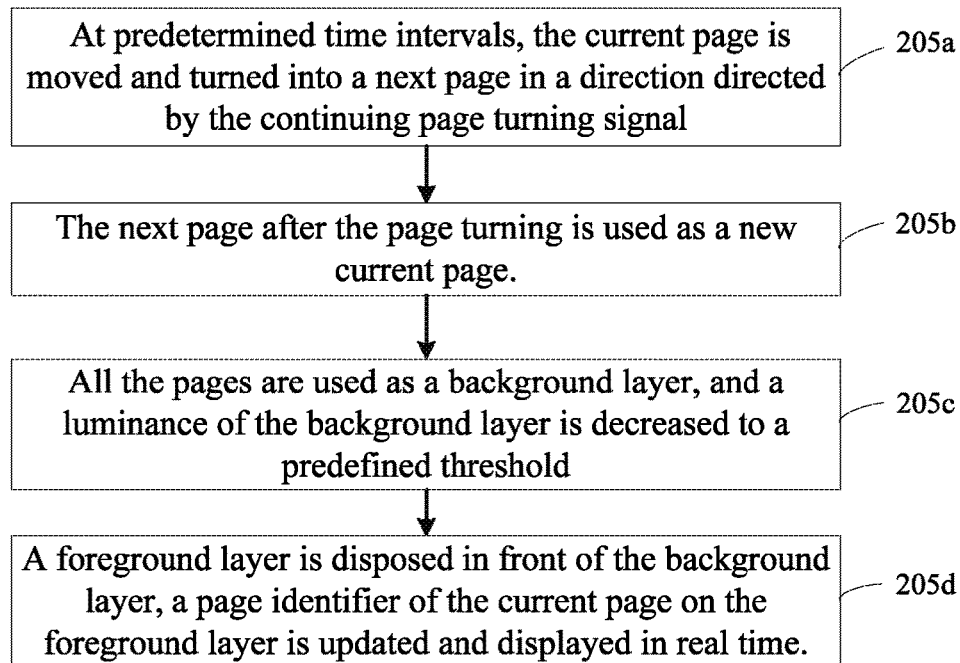 At predetermined time intervals, the current page is
moved and turned into a next page in a direction directed
by the continuing page turning signal
205a
The next page after the page turning is used as a new
current page.
205b
All the pages are used as a background layer, and a
luminance of the background layer is decreased to a
predefined threshold
205c
A foreground layer is disposed in front of the background
layer, a page identifier of the current page on the
foreground layer is updated and displayed in real time.
205d